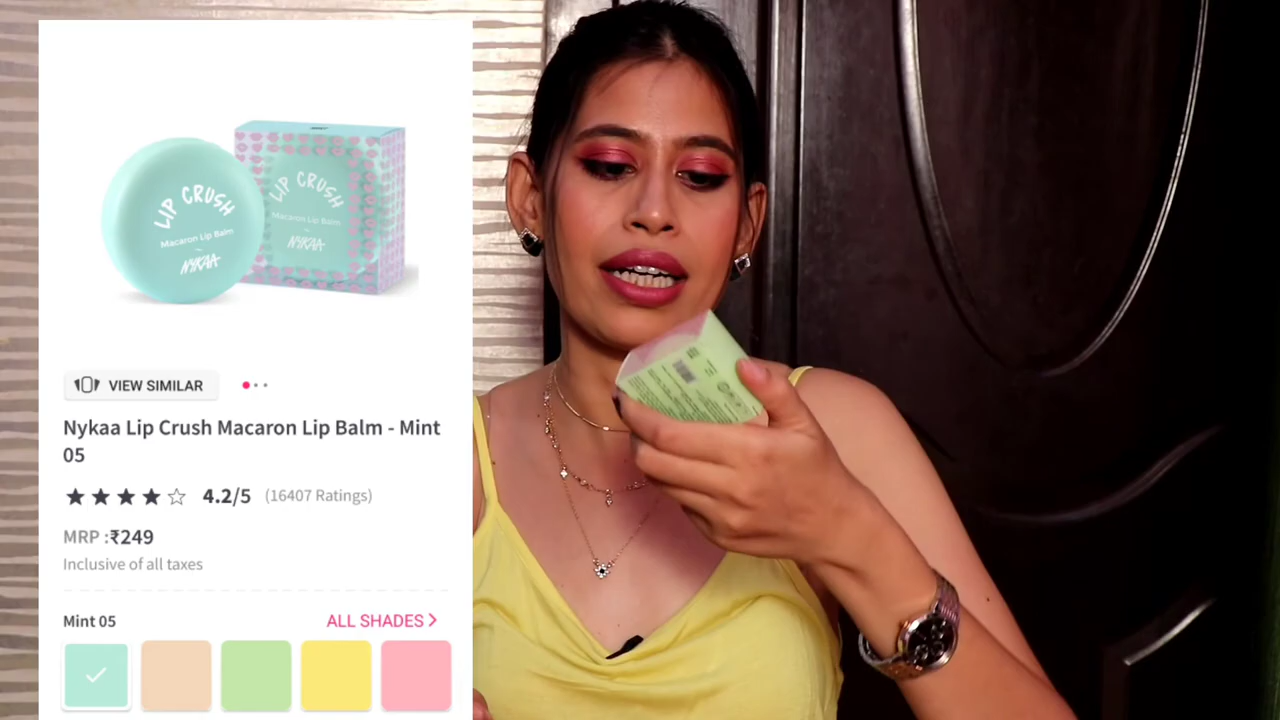 LIP CRUSH
Macaron Lip Balm
NYKAA
LIP CRUSH
Macaron Lip Balm
NYKAA
VIEW SIMILAR
Nykaa Lip Crush Macaron Lip Balm - Mint
05
4.2/5 (16407 Ratings)
MRP :₹249
Inclusive of all taxes
Mint 05
ALL SHADES